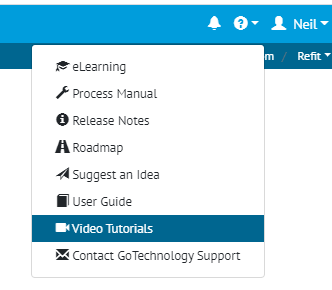 Neil
m / Refit
eLearning
Process Manual
Release Notes
Roadmap
Suggest an Idea
User Guide
Video Tutorials
Contact GoTechnology Support